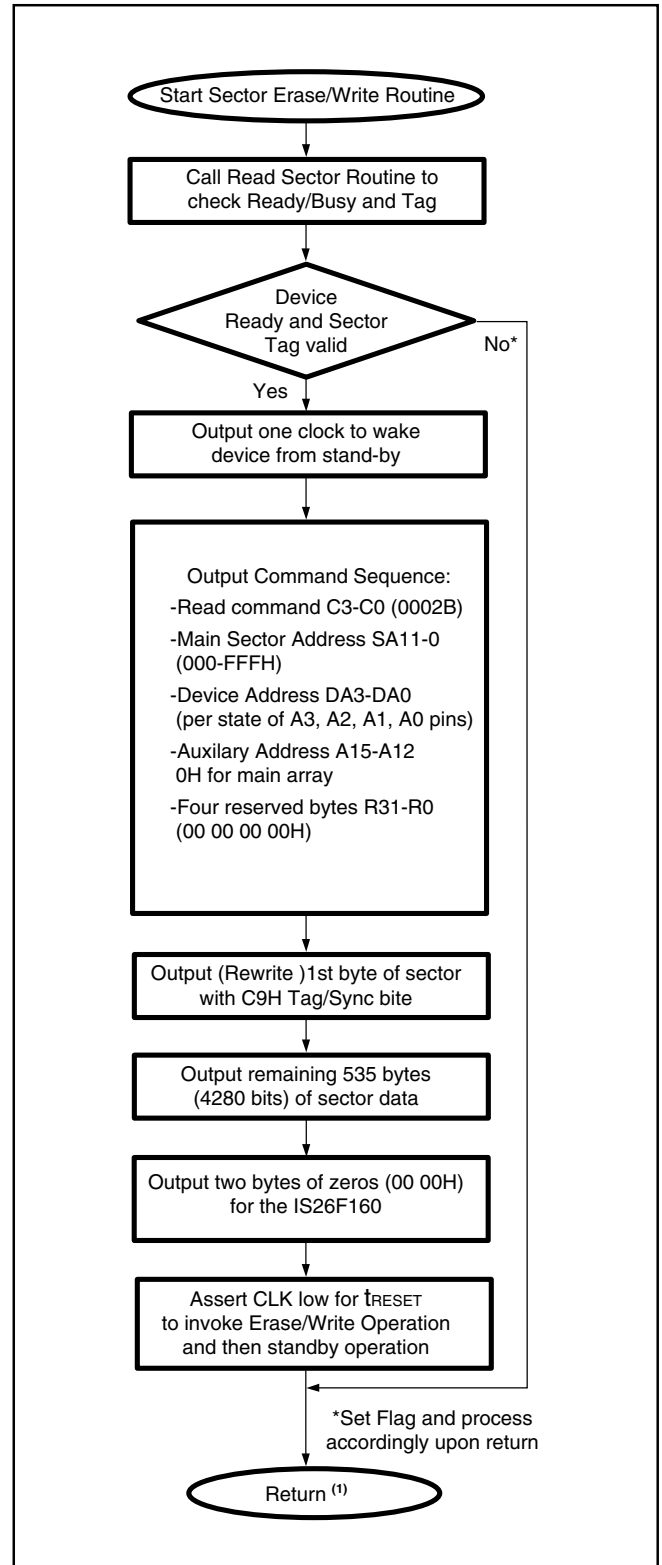 Start Sector Erase/Write Routine
Call Read Sector Routine to
check Ready/Busy and Tag
Device
Ready and Sector
Tag valid
No*
Yes
Output one clock to wake
device from stand-by
Output Command Sequence:
-Read command C3-C0 (0002B)
-Main Sector Address SA11-0
(000-FFFH)
-Device Address DA3-DA0
(per state of A3, A2, A1, A0 pins)
-Auxilary Address A15-A12
0H for main array
-Four reserved bytes R31-R0
(00 00 00 00H)
Output (Rewrite )1st byte of sector
with C9H Tag/Sync bite
Output remaining 535 bytes
(4280 bits) of sector data
Output two bytes of zeros (00 00H)
for the IS26F160
Assert CLK low for tRESET
to invoke Erase/Write Operation
and then standby operation
*Set Flag and process
accordingly upon return
Return (1)